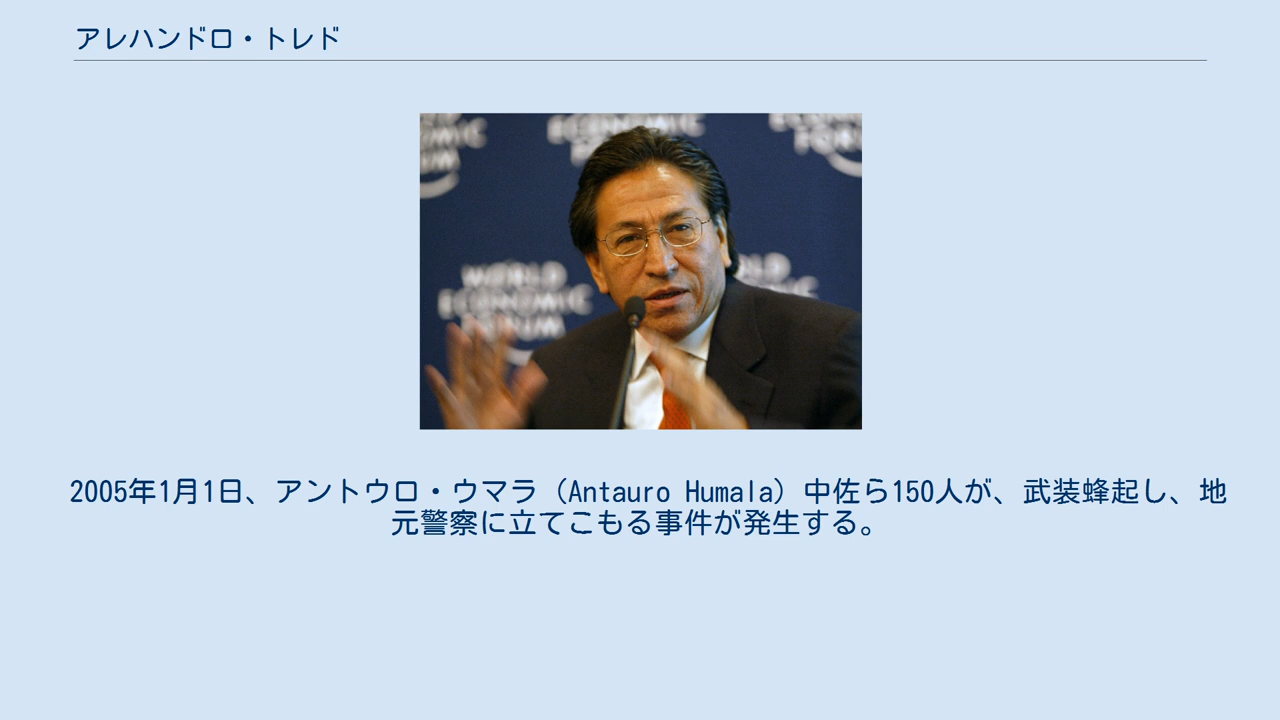 アレハンドロ・トレド
WORLD
ECONOMIC
FORUM
2005年1月1日、アントウロ・ウマラ（Antauro Humala）中佐ら150人が、武装蜂起し、地
元警察に立てこもる事件が発生する。